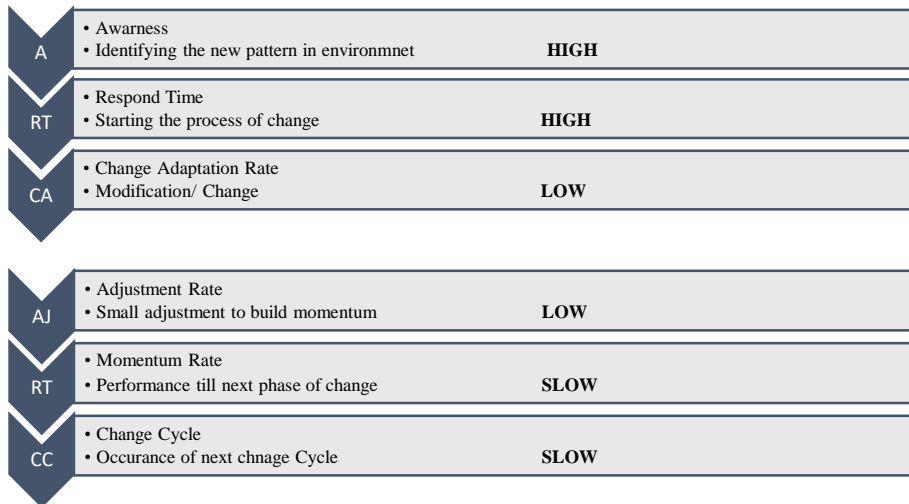 A
• Awarness
• Identifying the new pattern in environmnet HIGH
RT
• Respond Time
• Starting the process of change HIGH
CA
• Change Adaptation Rate
• Modification/ Change LOW
AJ
• Adjustment Rate
• Small adjustment to build momentum LOW
RT
• Momentum Rate
• Performance till next phase of change SLOW
CC
• Change Cycle
• Occurance of next chnage Cycle SLOW